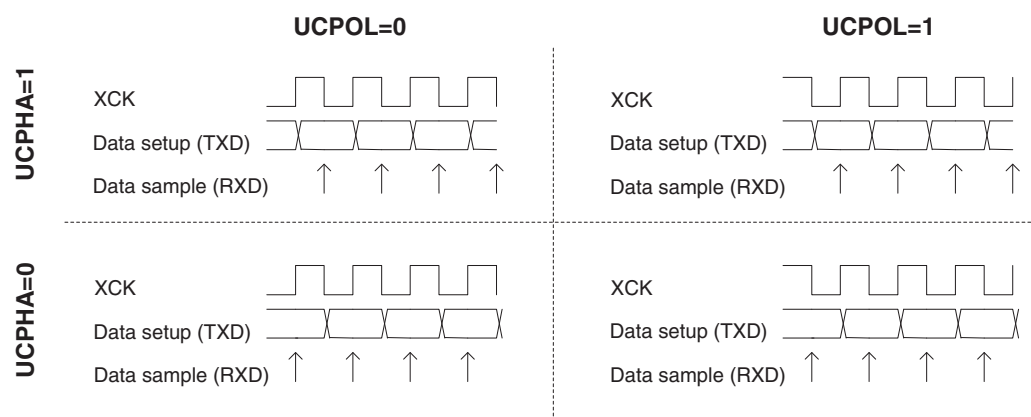 UCPOL=0
UCPOL=1
UCPHA=1
XCK
Data setup (TXD)
Data sample (RXD)
XCK
Data setup (TXD)
Data sample (RXD)
UCPHA=0
XCK
Data setup (TXD)
Data sample (RXD)
XCK
Data setup (TXD)
Data sample (RXD)